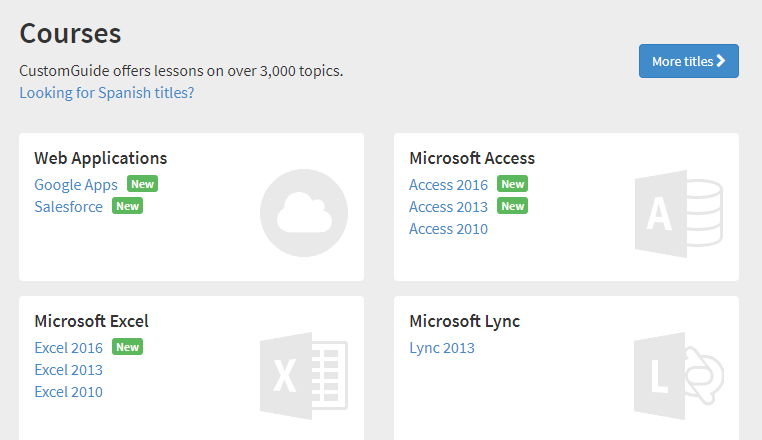 Courses
CustomGuide offers lessons on over 3,000 topics.
Looking for Spanish titles?
More titles
Web Applications
Google Apps New
Salesforce New
Microsoft Access
Access 2016 New
Access 2013 New
Access 2010
A
Microsoft Excel
Excel 2016 New
Excel 2013
Excel 2010
X
Microsoft Lync
Lync 2013
L